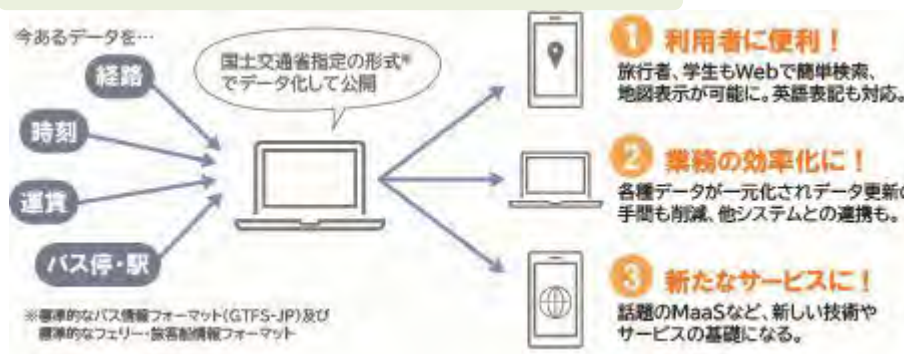 今あるデータを…
経路
時刻
運賃
バス停・駅
国土交通省指定の形式※
でデータ化して公開
※標準的なバス情報フォーマット(GTFS-JP)及び
標準的なフェリー・旅客船情報フォーマット
1 利用者に便利!
旅行者、学生もWebで簡単検索、
地図表示が可能に。英語表記も対応。
2 業務の効率化に!
各種データが一元化されデータ更新の
手間も削減、他システムとの連携も。
3 新たなサービスに!
話題のMaaSなど、新しい技術や
サービスの基礎になる。